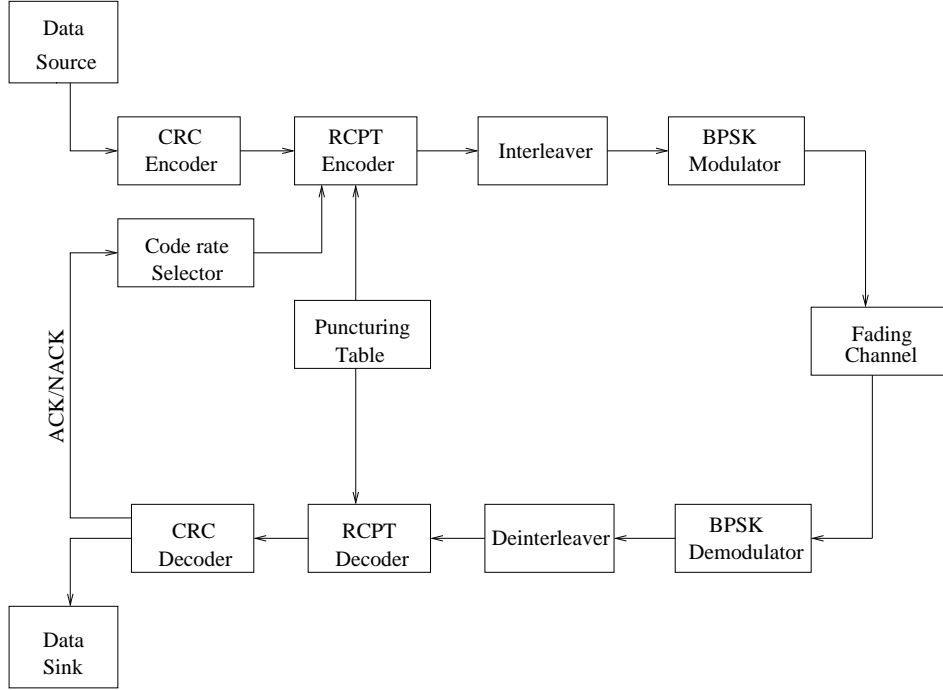 Data
Source
CRC
Encoder
RCPT
Encoder
Interleaver
BPSK
Modulator
Code rate
Selector
Puncturing
Table
Fading
Channel
ACK/NACK
CRC
Decoder
RCPT
Decoder
Deinterleaver
BPSK
Demodulator
Data
Sink